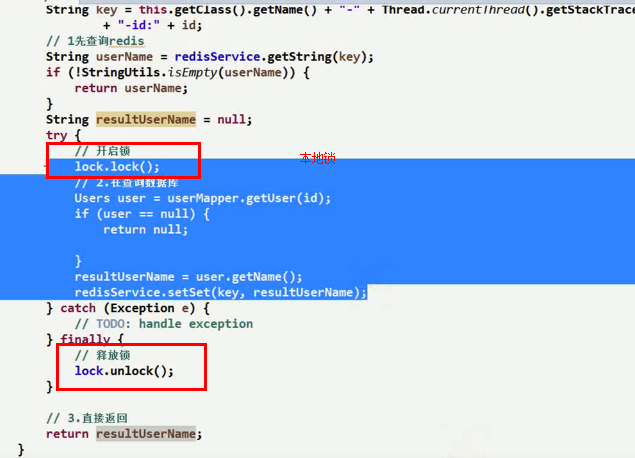 String key = this.getClass().getName() + "-" + Thread.currentThread().getStackTrace
+ "-id:" + id;
// 1先查询redis
String userName = redisService.getString(key);
if (!StringUtils.isEmpty(userName)) {
return userName;
}
String resultUserName = null;
try {
// 开启锁
lock.lock(); 本地锁
// 2.在查询数据库
Users user = userMapper.getUser(id);
if (user == null) {
return null;
}
resultUserName = user.getName();
redisService.setSet(key, resultUserName);
} catch (Exception e) {
// TODO: handle exception
} finally {
// 释放锁
lock.unlock();
}
// 3.直接返回
return resultUserName;
}